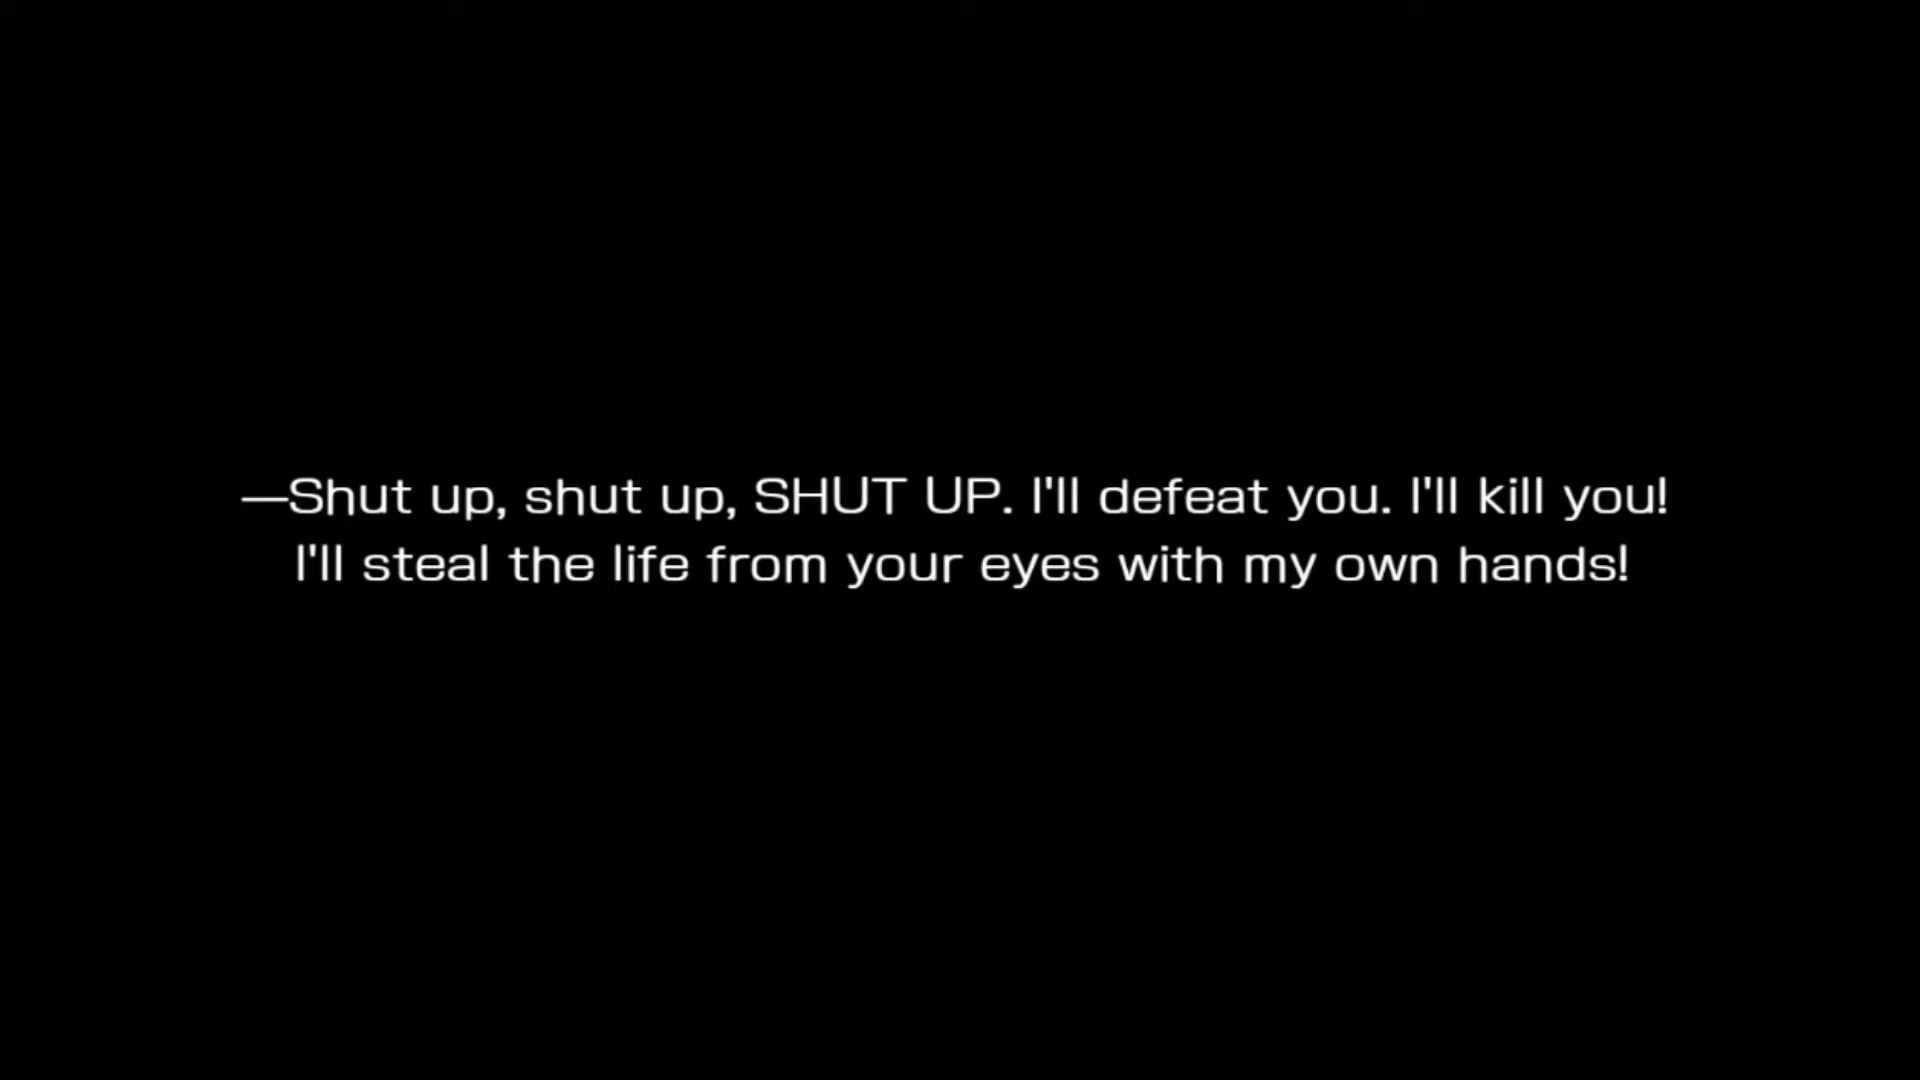 —Shut up, shut up, SHUT UP. I'll defeat you. I'll kill you!
I'll steal the life from your eyes with my own hands!